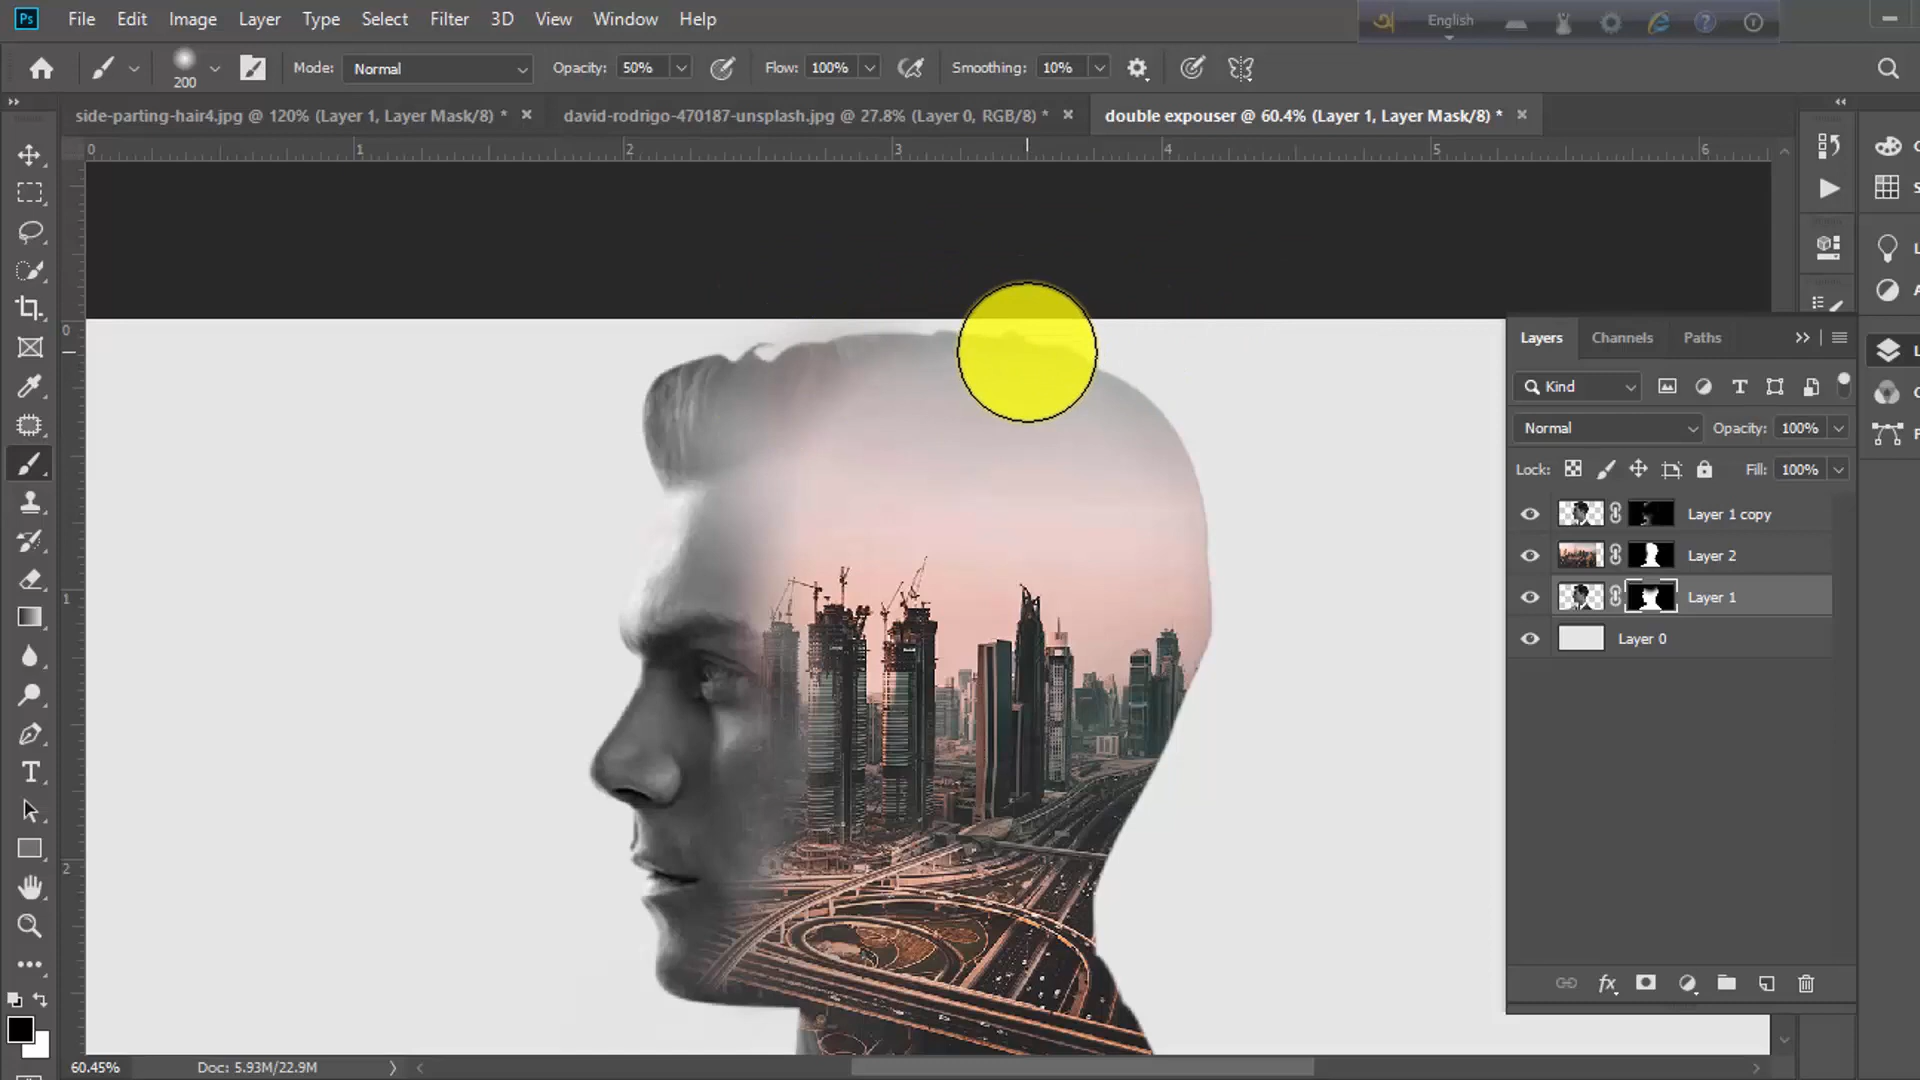 Ps File Edit Image Layer Type Select Filter 3D View Window Help
English
200 Mode: Normal Opacity: 50% Flow: 100% Smoothing: 10%
side-parting-hair4.jpg @ 120% (Layer 1, Layer Mask/8) * david-rodrigo-470187-unsplash.jpg @ 27.8% (Layer 0, RGB/8) * double expouser @ 60.4% (Layer 1, Layer Mask/8) *
0 1 2 3 4 5 6
0
1
2
Layers Channels Paths
Kind
Normal Opacity: 100%
Lock: Fill: 100%
Layer 1 copy
Layer 2
Layer 1
Layer 0
fx
60.45% Doc: 5.93M/22.9M